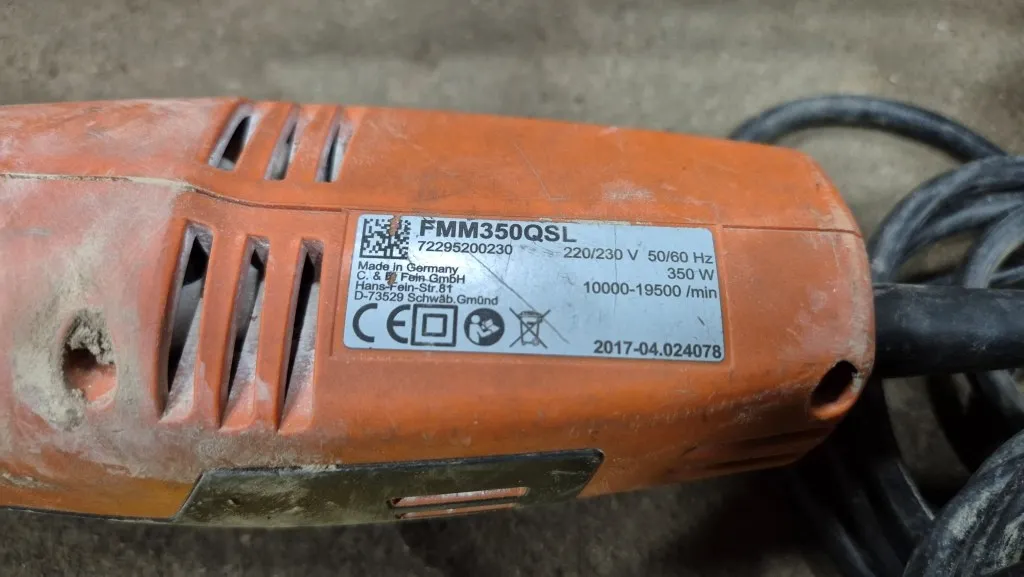 FMM350QSL
72295200230
220/230 V 50/60 Hz
350 W
10000-19500 /min
Made in Germany
C. & E. Fein GmbH
Hans-Fein-Str.81
D-73529 Schwäb.Gmünd
CE
2017-04.024078